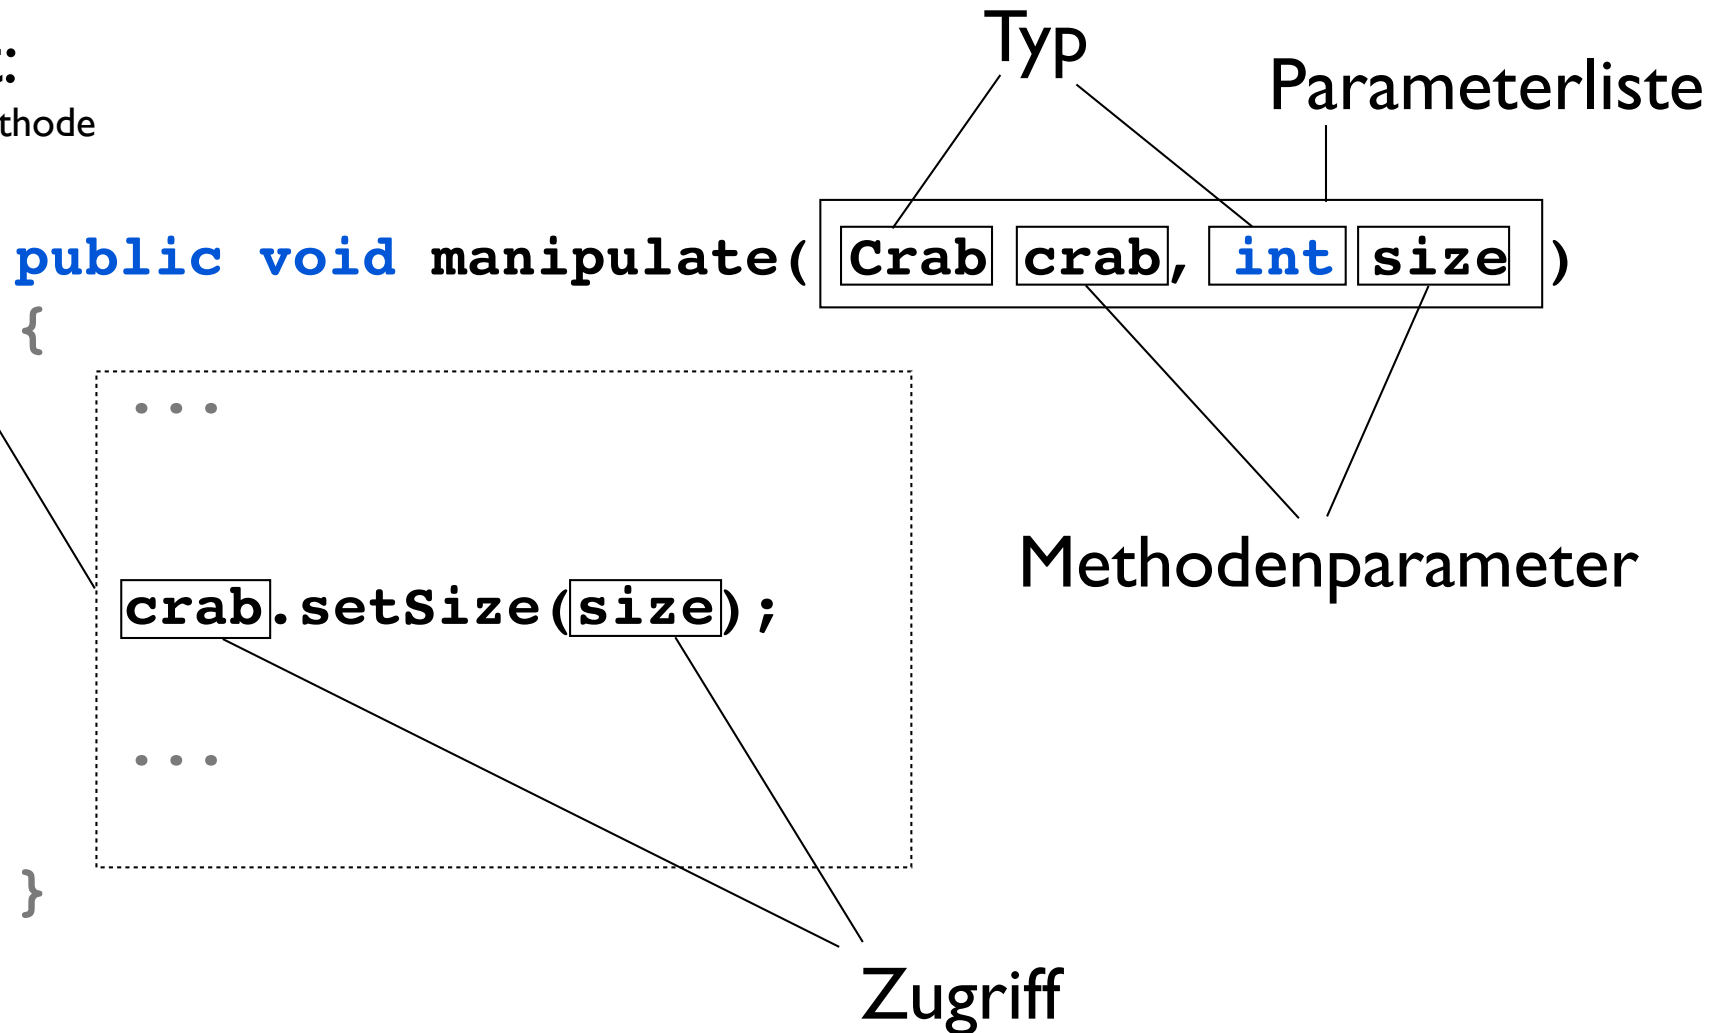 Typ
Parameterliste
thode
public void manipulate( Crab crab, int size )
{
...
Methodenparameter
crab.setSize(size);
...
}
Zugriff